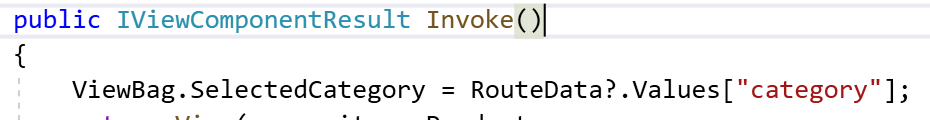 public IViewComponentResult Invoke()
{
ViewBag.SelectedCategory = RouteData?.Values["category"];